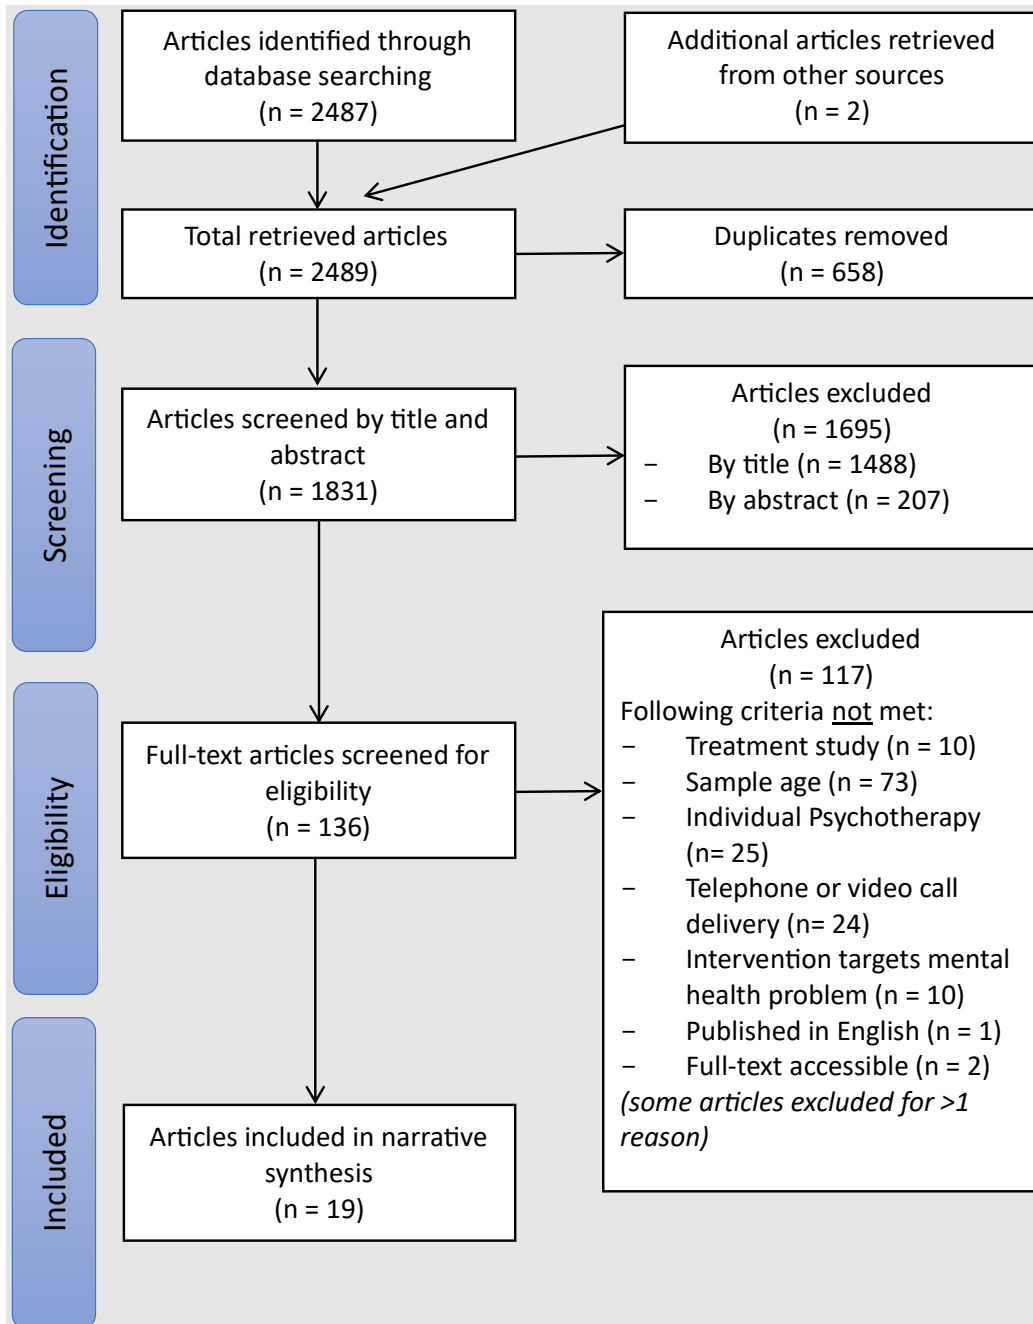 Identification
Articles identified through
database searching
(n = 2487)
Additional articles retrieved
from other sources
(n = 2)
Total retrieved articles
(n = 2489)
Duplicates removed
(n = 658)
Screening
Articles screened by title and
abstract
(n = 1831)
Articles excluded
(n = 1695)
− By title (n = 1488)
− By abstract (n = 207)
Eligibility
Full-text articles screened for
eligibility
(n = 136)
Articles excluded
(n = 117)
Following criteria not met:
− Treatment study (n = 10)
− Sample age (n = 73)
− Individual Psychotherapy
(n= 25)
− Telephone or video call
delivery (n= 24)
− Intervention targets mental
health problem (n = 10)
− Published in English (n = 1)
− Full-text accessible (n = 2)
(some articles excluded for >1
reason)
Included
Articles included in narrative
synthesis
(n = 19)